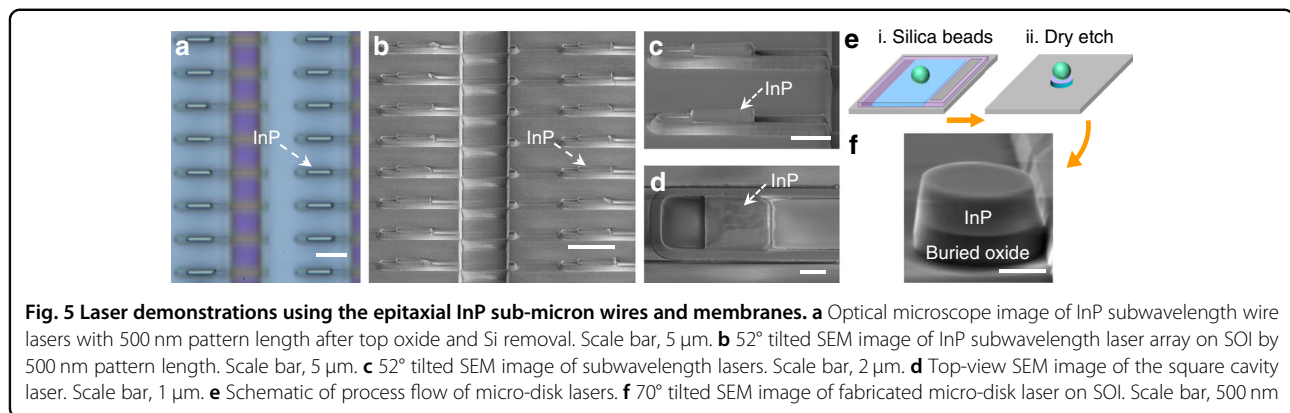 a
b
c
e
i. Silica beads
ii. Dry etch
InP
InP
InP
d
InP
f
InP
Buried oxide
Fig. 5 Laser demonstrations using the epitaxial InP sub-micron wires and membranes. a Optical microscope image of InP subwavelength wire
lasers with 500 nm pattern length after top oxide and Si removal. Scale bar, 5 μm. b 52° tilted SEM image of InP subwavelength laser array on SOI by
500 nm pattern length. Scale bar, 5 μm. c 52° tilted SEM image of subwavelength lasers. Scale bar, 2 μm. d Top-view SEM image of the square cavity
laser. Scale bar, 1 μm. e Schematic of process flow of micro-disk lasers. f 70° tilted SEM image of fabricated micro-disk laser on SOI. Scale bar, 500 nm